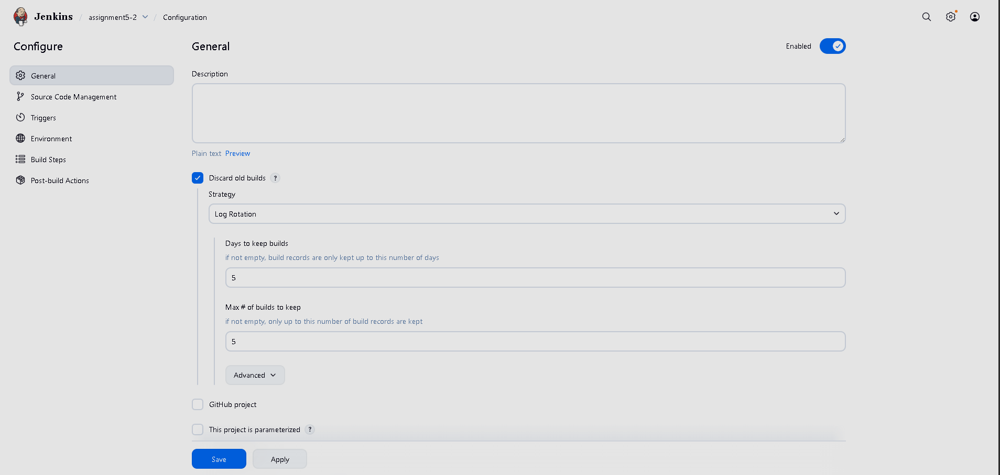 Jenkins / assignment5-2 / Configuration
Configure
General
Source Code Management
Triggers
Environment
Build Steps
Post-build Actions
General
Enabled
Description
Plain text Preview
Discard old builds ?
Strategy
Log Rotation
Days to keep builds
if not empty, build records are only kept up to this number of days
5
Max # of builds to keep
if not empty, only up to this number of build records are kept
5
Advanced
GitHub project
This project is parameterized ?
Save Apply